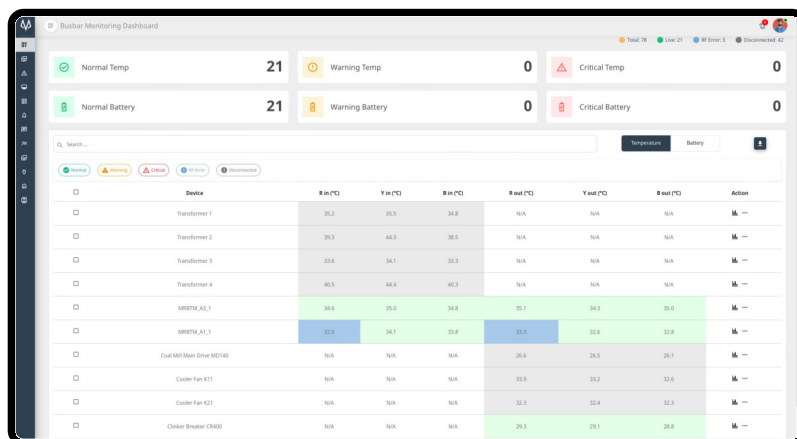 Busbar Monitoring Dashboard
Total: 78 Live: 21 RF Error: 3 Disconnected: 42
Normal Temp 21 Warning Temp 0 Critical Temp 0
Normal Battery 21 Warning Battery 0 Critical Battery 0
Search ... Temperature Battery
Normal Warning Critical RF Error Disconnected
Device R in (°C) Y in (°C) B in (°C) R out (°C) Y out (°C) B out (°C) Action
Transformer 1 35.2 35.5 34.8 N/A N/A N/A
Transformer 2 39.3 44.3 38.5 N/A N/A N/A
Transformer 3 33.6 34.1 33.3 N/A N/A N/A
Transformer 4 40.5 44.4 40.3 N/A N/A N/A
MRBTM_A3_1 34.6 35.0 34.8 35.1 34.3 35.0
MRBTM_A1_1 32.8 34.1 33.8 33.3 32.6 32.8
Coal Mill Main Drive MD140 N/A N/A N/A 26.6 26.5 26.1
Cooler Fan K11 N/A N/A N/A 33.9 33.2 32.6
Cooler Fan K21 N/A N/A N/A 32.3 32.4 32.3
Clinker Breaker CR400 N/A N/A N/A 29.3 29.1 28.8